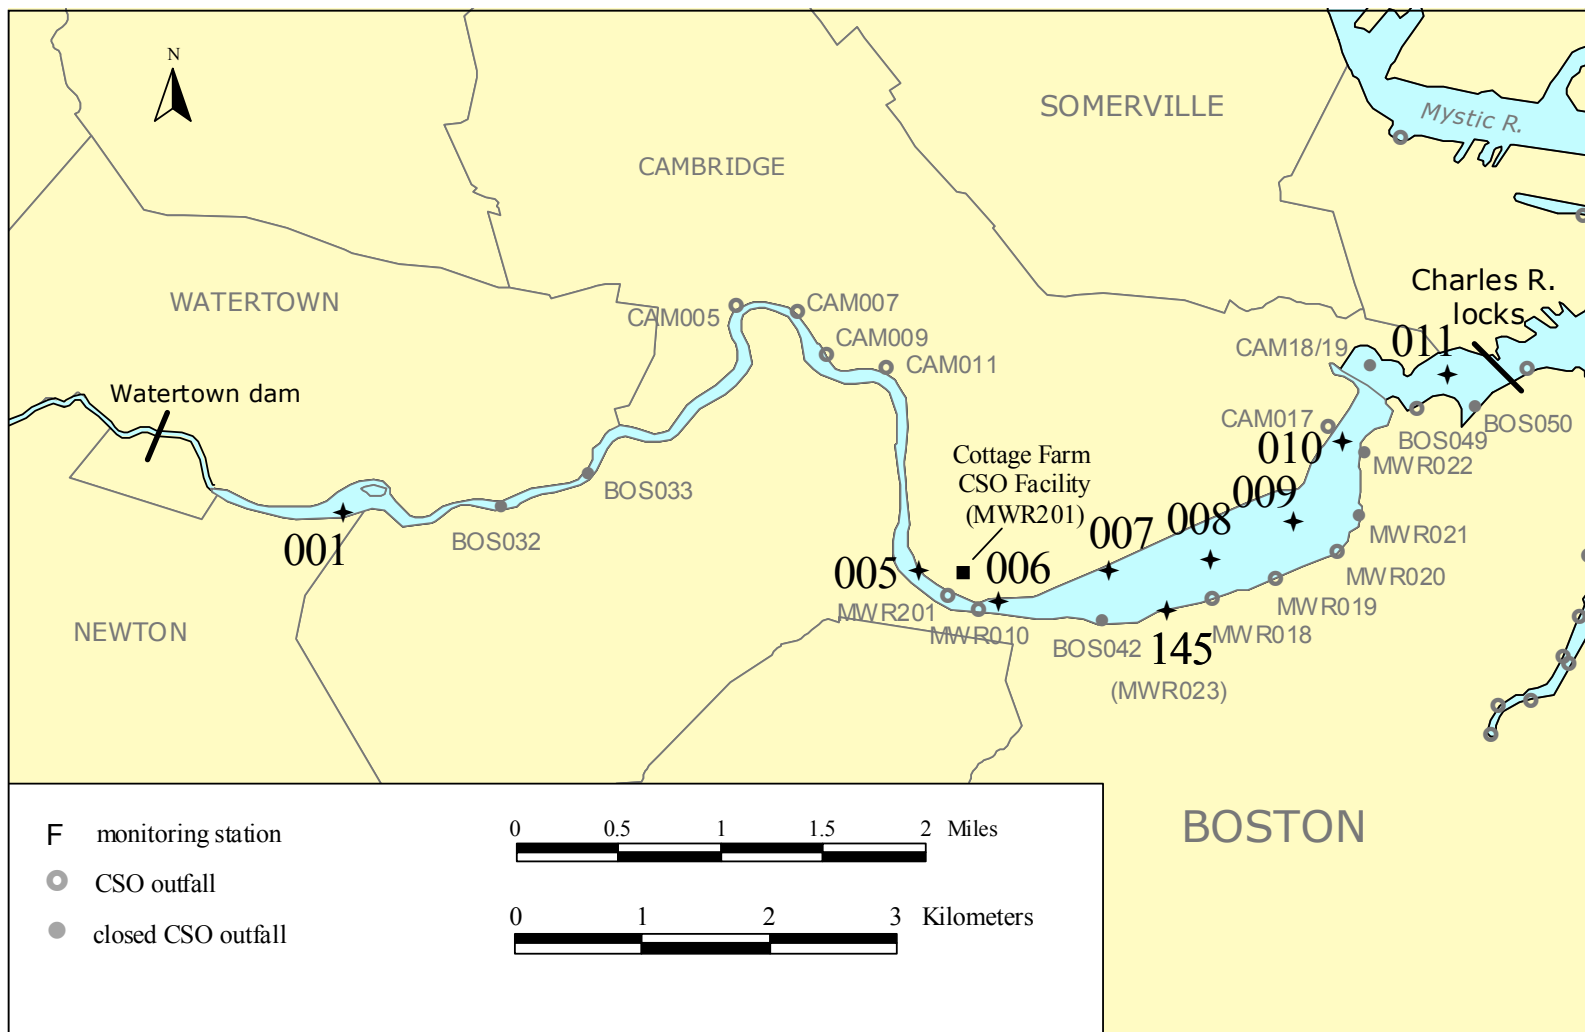 N
SOMERVILLE
Mystic R.
CAMBRIDGE
Charles R.
locks
WATERTOWN
CAM005
CAM007
CAM009
CAM011
CAM18/19
011
Watertown dam
CAM017
BOS049
BOS050
010
MWR022
Cottage Farm
CSO Facility
(MWR201)
BOS033
009
008
007
MWR021
BOS032
001
005
006
MWR020
MWR201
MWR019
MWR010
MWR018
BOS042
145
(MWR023)
NEWTON
BOSTON
F monitoring station
CSO outfall
closed CSO outfall
0 0.5 1 1.5 2 Miles
0 1 2 3 Kilometers